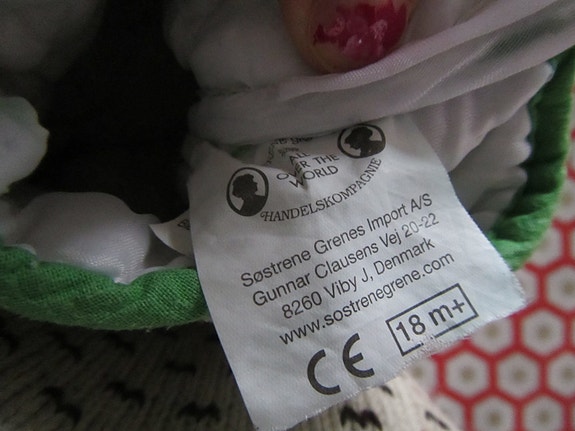 ALL
OVER THE
WORLD
HANDELSKOMPAGNIE
Søstrene Grenes Import A/S
Gunnar Clausens Vej 20-22
8260 Viby J, Denmark
www.sostrenegrene.com
CE
18 m+